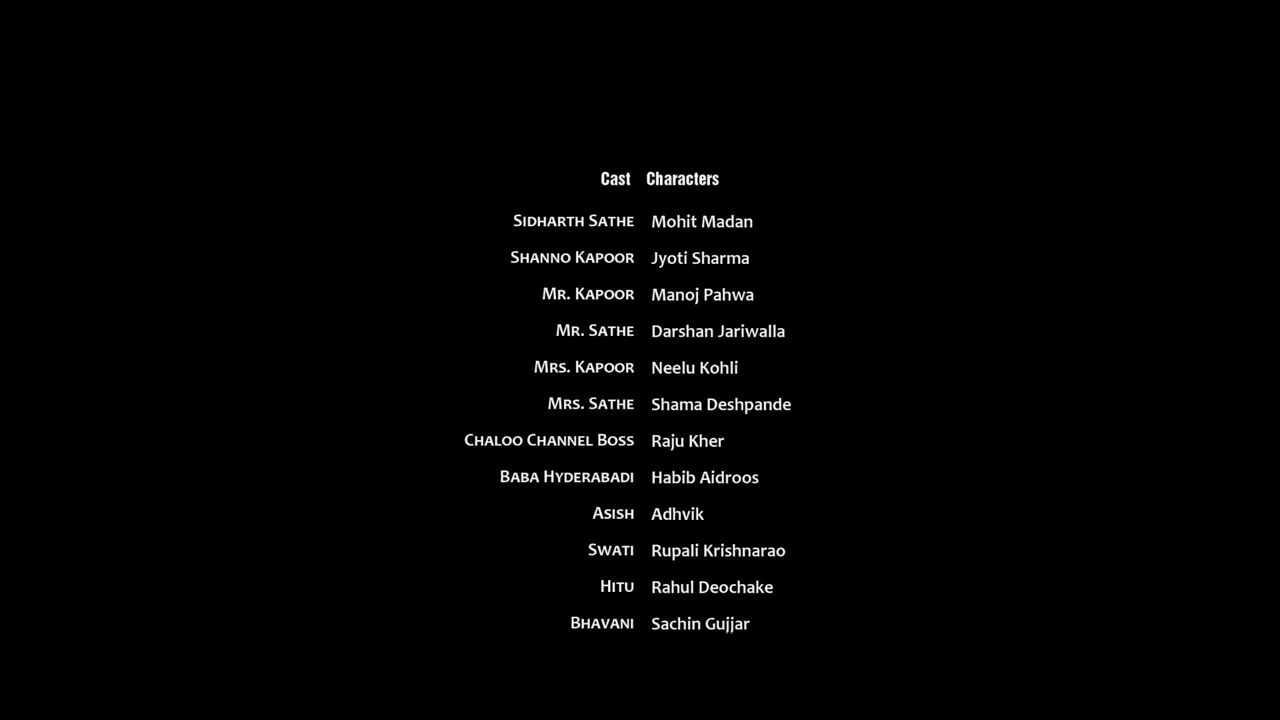 Cast Characters
Sidharth Sathe Mohit Madan
Shanno Kapoor Jyoti Sharma
Mr. Kapoor Manoj Pahwa
Mr. Sathe Darshan Jariwalla
Mrs. Kapoor Neelu Kohli
Mrs. Sathe Shama Deshpande
Chaloo Channel Boss Raju Kher
Baba Hyderabadi Habib Aidroos
Asish Adhvik
Swati Rupali Krishnarao
Hitu Rahul Deochake
Bhavani Sachin Gujjar